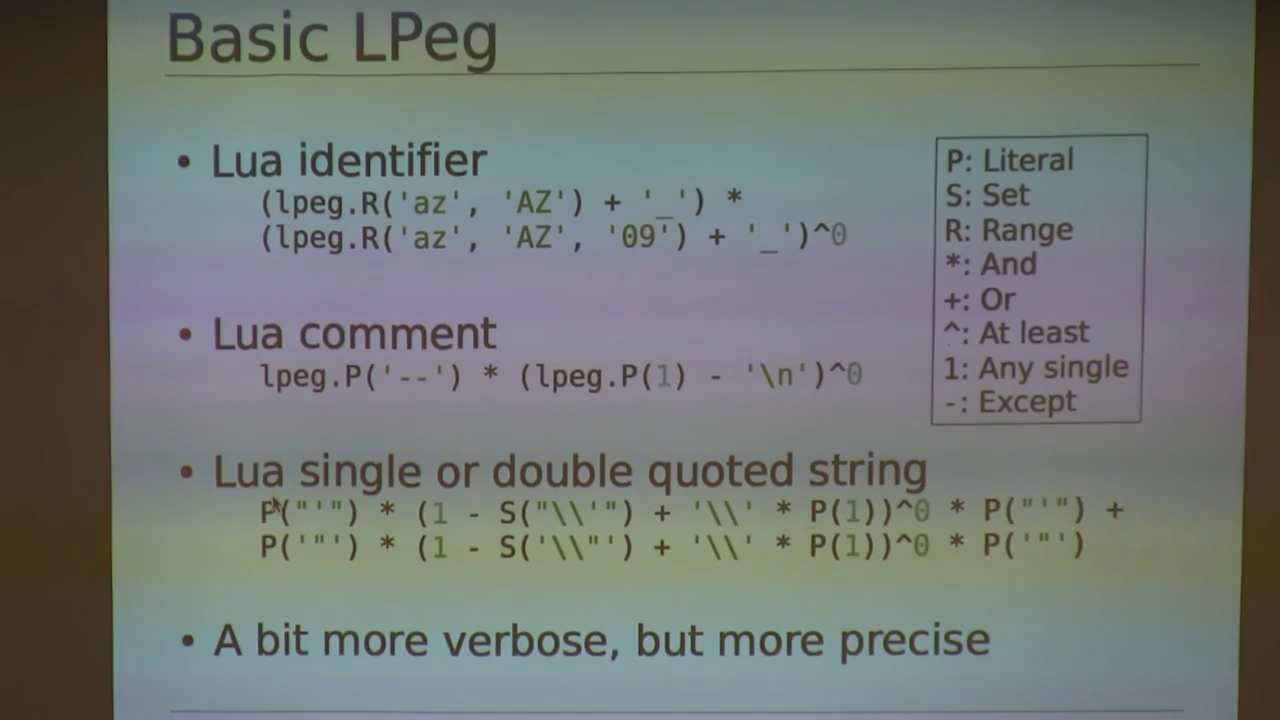 Basic LPeg
• Lua identifier
(lpeg.R('az', 'AZ') + '_') *
(lpeg.R('az', 'AZ', '09') + '_')^0
• Lua comment
lpeg.P('--') * (lpeg.P(1) - '\n')^0
• Lua single or double quoted string
P("'") * (1 - S("\\'") + '\\' * P(1))^0 * P("'") +
P('"') * (1 - S('\\"') + '\\' * P(1))^0 * P('"')
• A bit more verbose, but more precise
P: Literal
S: Set
R: Range
*: And
+: Or
^: At least
1: Any single
-: Except